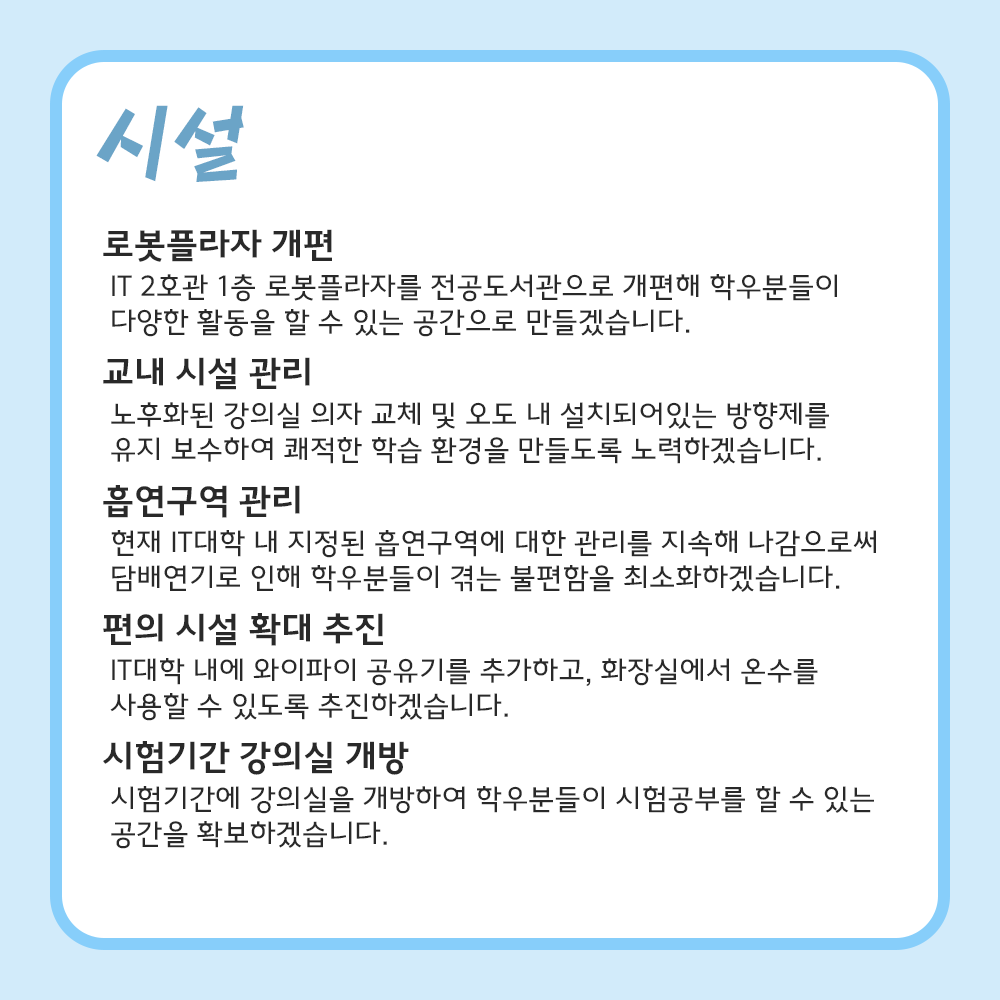 시설
로봇플라자 개편
IT 2호관 1층 로봇플라자를 전공도서관으로 개편해 학우분들이
다양한 활동을 할 수 있는 공간으로 만들겠습니다.
교내 시설 관리
노후화된 강의실 의자 교체 및 오도 내 설치되어있는 방향제를
유지 보수하여 쾌적한 학습 환경을 만들도록 노력하겠습니다.
흡연구역 관리
현재 IT대학 내 지정된 흡연구역에 대한 관리를 지속해 나감으로써
담배연기로 인해 학우분들이 겪는 불편함을 최소화하겠습니다.
편의 시설 확대 추진
IT대학 내에 와이파이 공유기를 추가하고, 화장실에서 온수를
사용할 수 있도록 추진하겠습니다.
시험기간 강의실 개방
시험기간에 강의실을 개방하여 학우분들이 시험공부를 할 수 있는
공간을 확보하겠습니다.